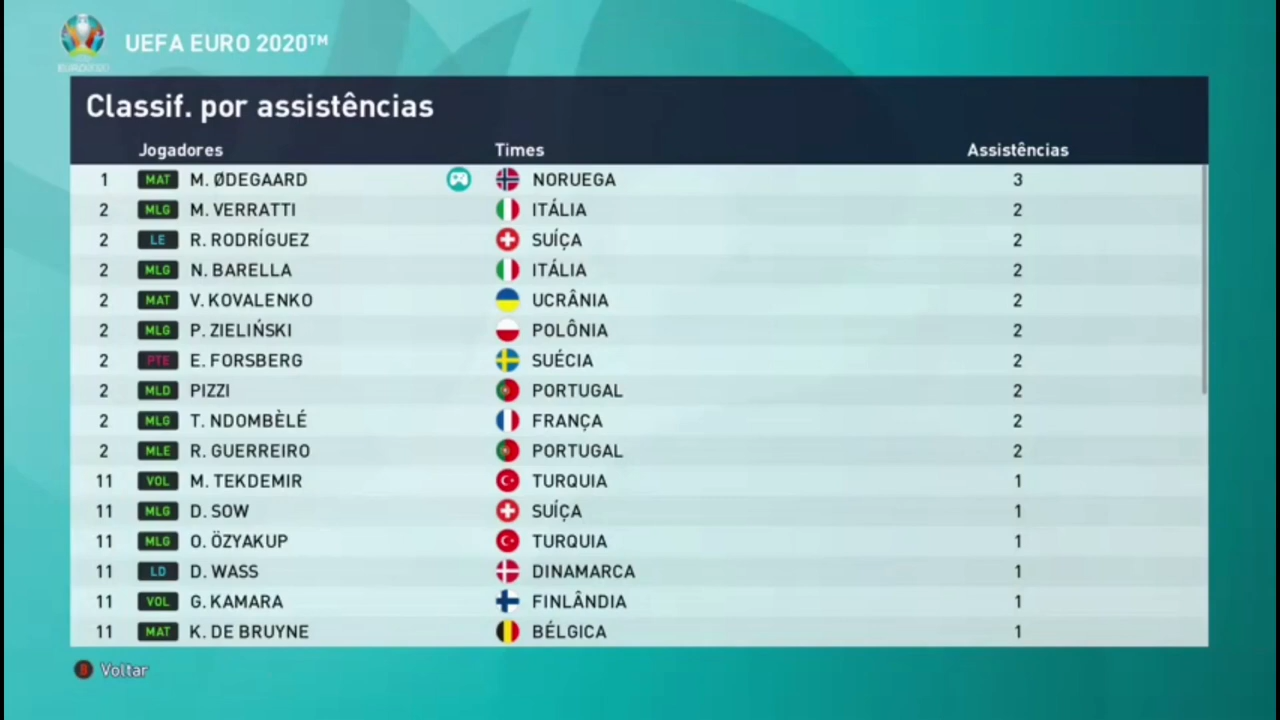 UEFA EURO 2020™
EURO2020
Classif. por assistências
Jogadores Times Assistências
1 MAT M. ØDEGAARD NORUEGA 3
2 MLG M. VERRATTI ITÁLIA 2
2 LE R. RODRÍGUEZ SUÍÇA 2
2 MLG N. BARELLA ITÁLIA 2
2 MAT V. KOVALENKO UCRÂNIA 2
2 MLG P. ZIELIŃSKI POLÔNIA 2
2 PTE E. FORSBERG SUÉCIA 2
2 MLD PIZZI PORTUGAL 2
2 MLG T. NDOMBÈLÉ FRANÇA 2
2 MLE R. GUERREIRO PORTUGAL 2
11 VOL M. TEKDEMIR TURQUIA 1
11 MLG D. SOW SUÍÇA 1
11 MLG O. ÖZYAKUP TURQUIA 1
11 LD D. WASS DINAMARCA 1
11 VOL G. KAMARA FINLÂNDIA 1
11 MAT K. DE BRUYNE BÉLGICA 1
B Voltar